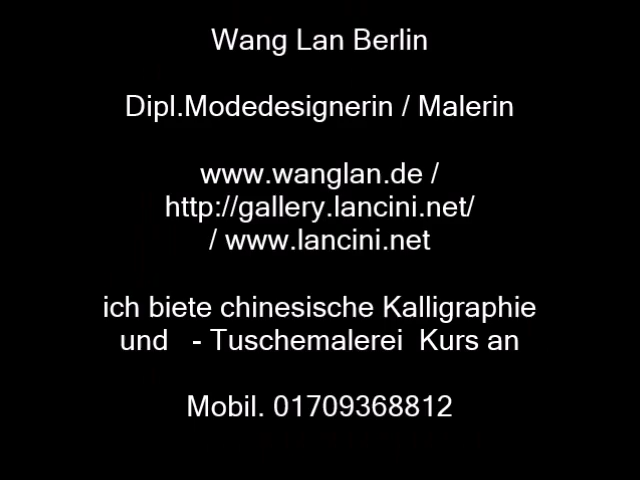 Wang Lan Berlin
Dipl.Modedesignerin / Malerin
www.wanglan.de /
http://gallery.lancini.net/
/ www.lancini.net
ich biete chinesische Kalligraphie
und - Tuschemalerei Kurs an
Mobil. 01709368812